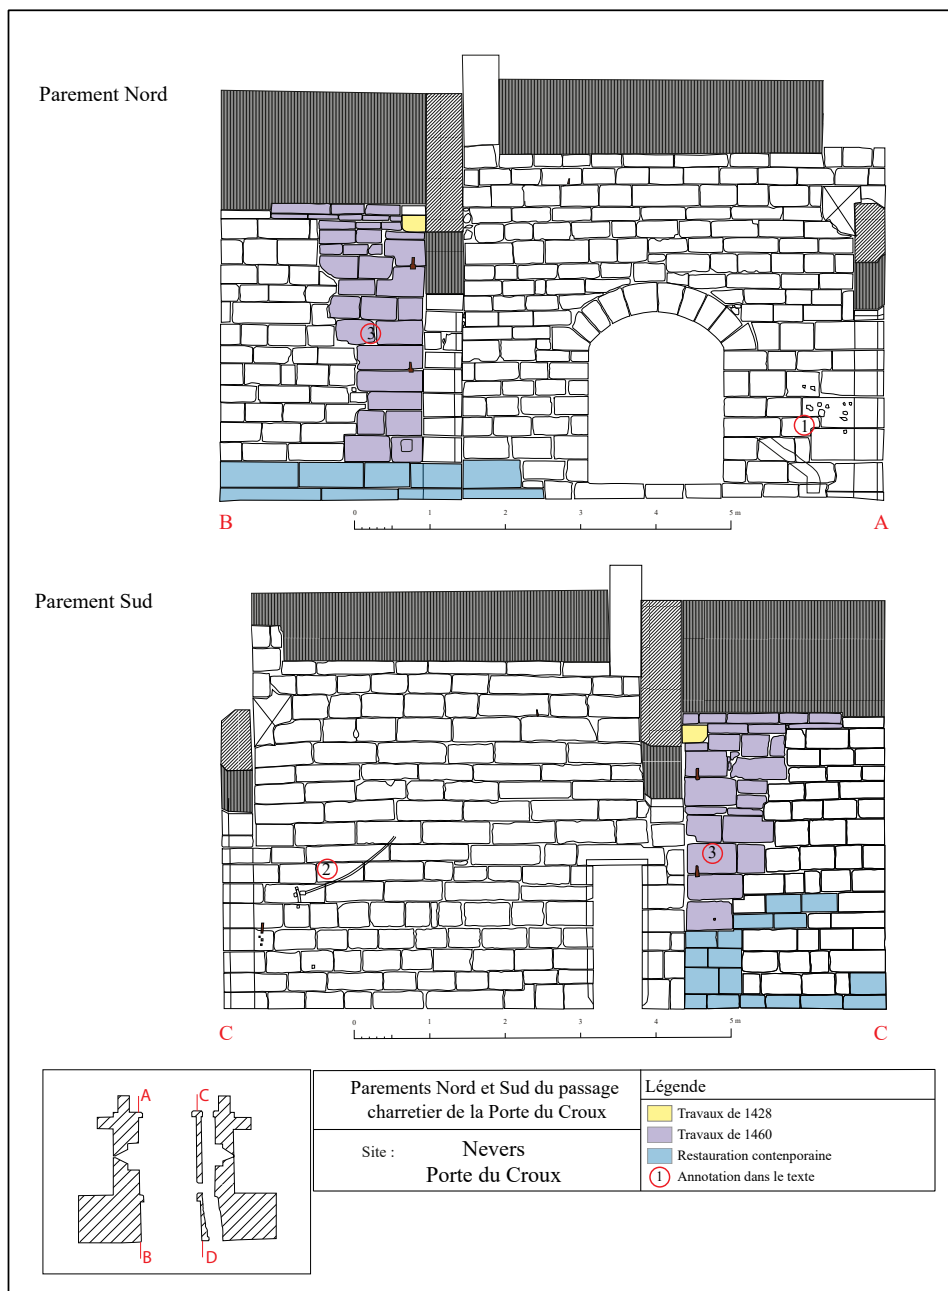 Parement Nord
3
1
B
A
0 1 2 3 4 5 m
Parement Sud
2
3
C
C
0 1 2 3 4 5 m
A
C
B
D
Parements Nord et Sud du passage
charretier de la Porte du Croux
Site : Nevers
Porte du Croux
Légende
Travaux de 1428
Travaux de 1460
Restauration contenporaine
1 Annotation dans le texte